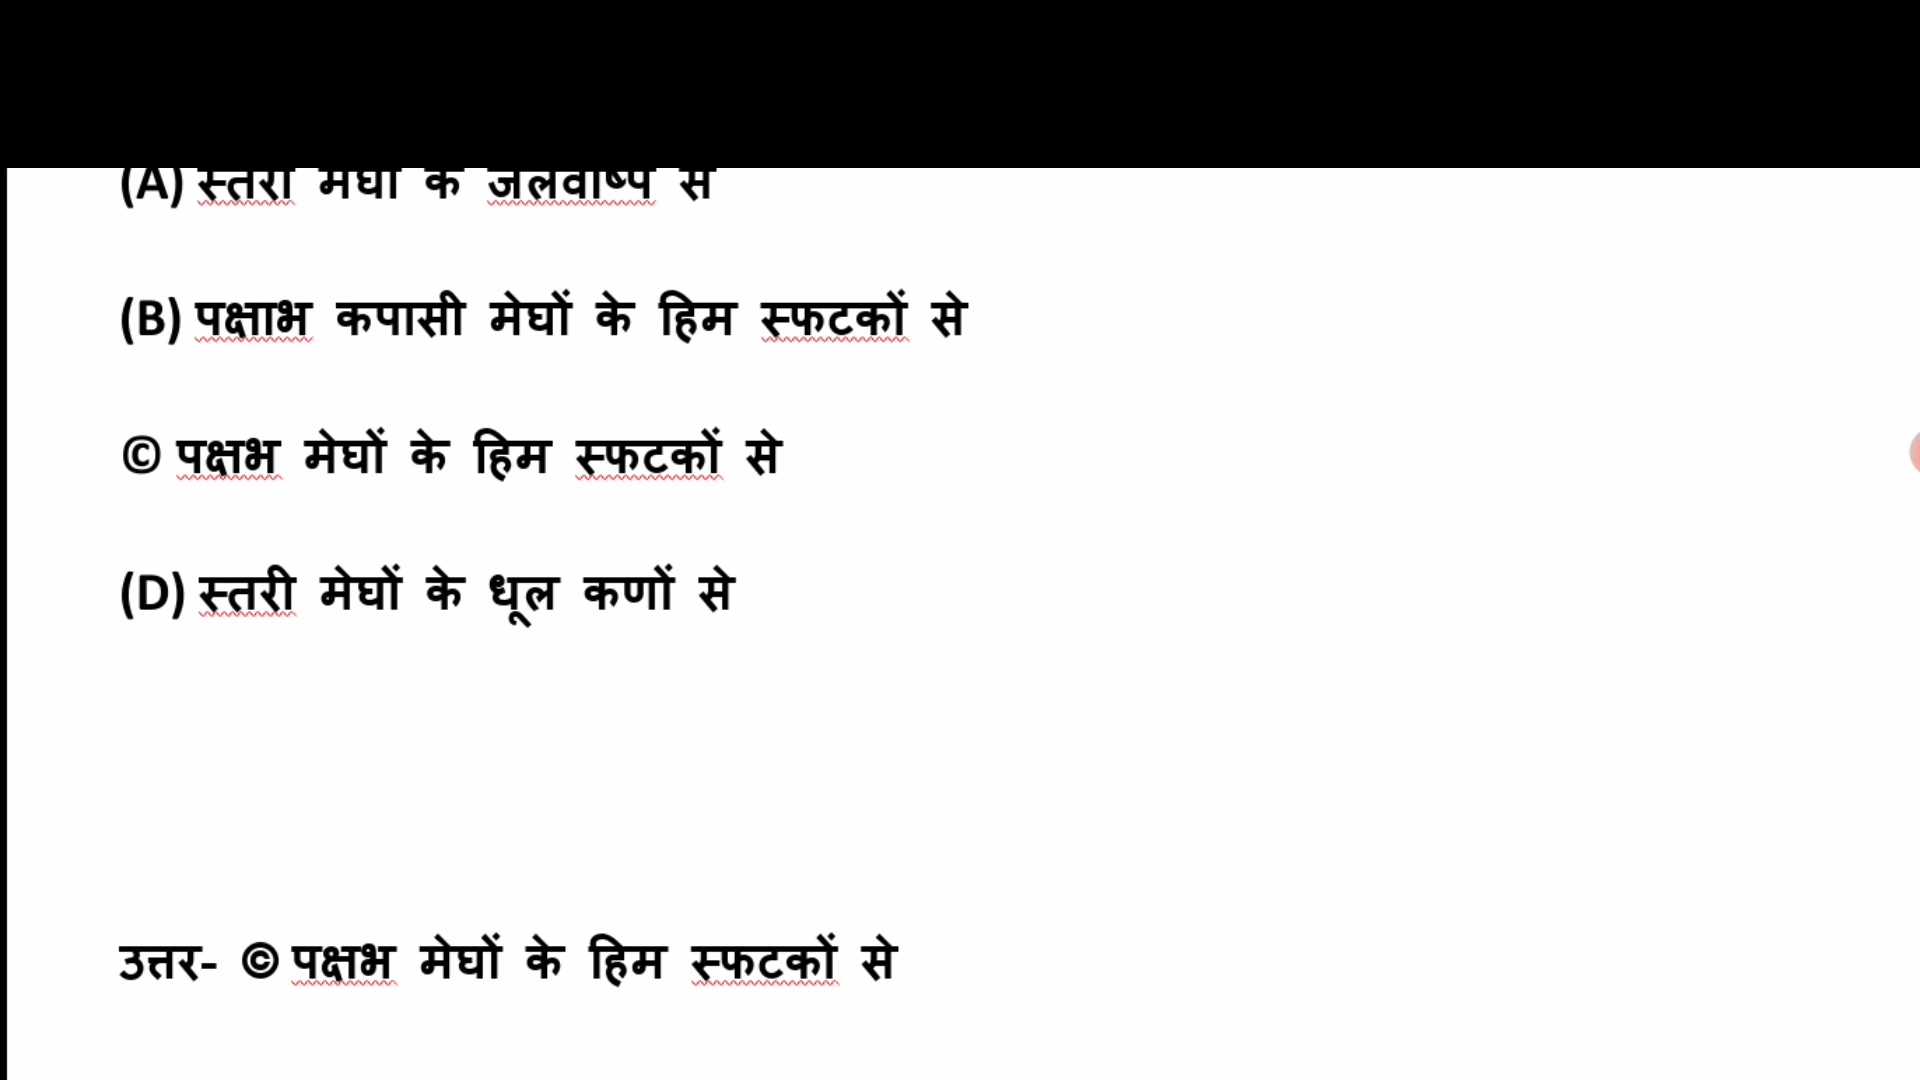 (A) स्तरी मेघों के जलवाष्प से
(B) पक्षाभ कपासी मेघों के हिम स्फटकों से
© पक्षभ मेघों के हिम स्फटकों से
(D) स्तरी मेघों के धूल कणों से
उत्तर- © पक्षभ मेघों के हिम स्फटकों से